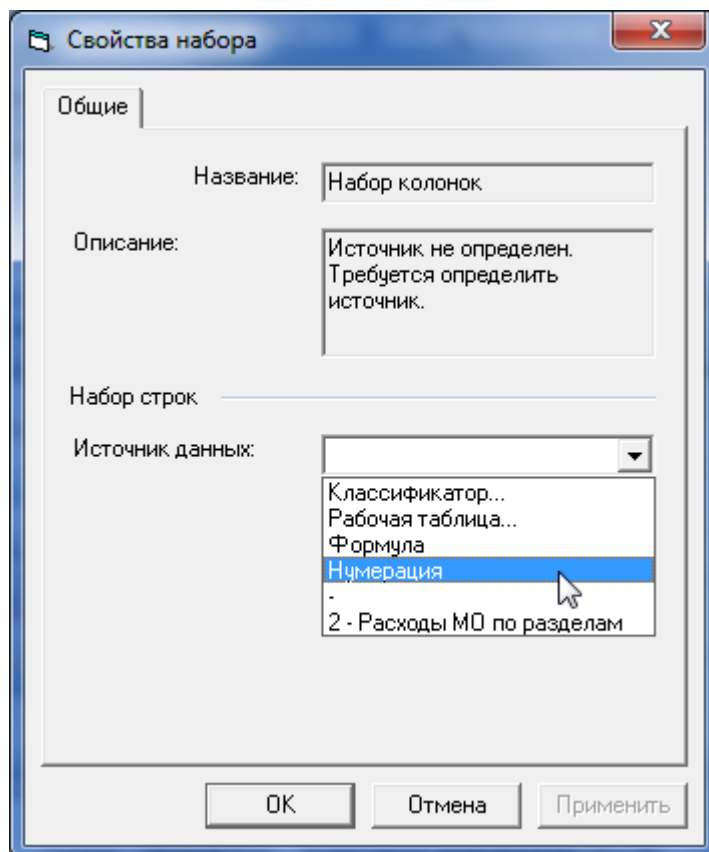 Свойства набора
Общие
Название: Набор колонок
Описание: Источник не определен.
Требуется определить
источник.
Набор строк
Источник данных:
Классификатор...
Рабочая таблица...
Формула
Нумерация
-
2 - Расходы МО по разделам
OK Отмена Применить